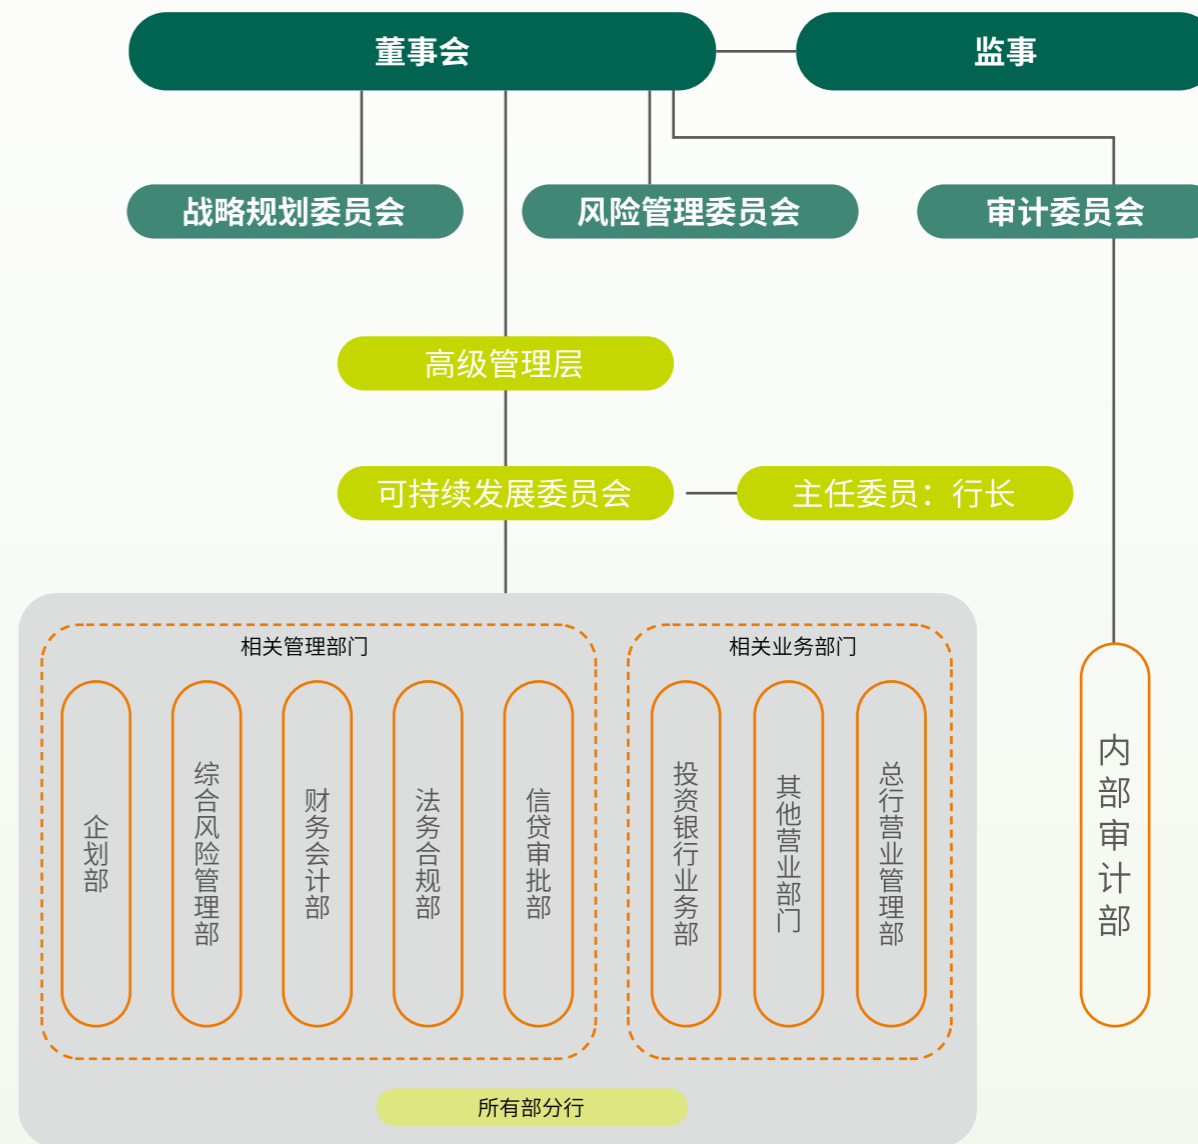 董事会
监事
战略规划委员会
风险管理委员会
审计委员会
高级管理层
可持续发展委员会
主任委员：行长
相关管理部门
相关业务部门
企划部
综合风险管理部
财务会计部
法务合规部
信贷审批部
投资银行业务部
其他营业部门
总行营业管理部
内部审计部
所有部分行